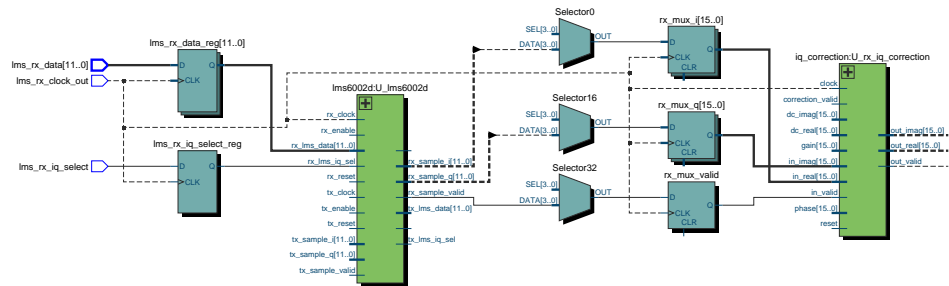 Selector0
lms_rx_data_reg[11..0]
rx_mux_i[15..0]
SEL[3..0]
OUT
DATA[3..0]
D
Q
CLK
CLR
lms_rx_data[11..0]
D
Q
lms_rx_clock_out
CLK
iq_correction:U_rx_iq_correction
lms6002d:U_lms6002d
clock
correction_valid
dc_imag[15..0]
dc_real[15..0]
gain[15..0]
in_imag[15..0]
in_real[15..0]
in_valid
phase[15..0]
reset
out_imag[15..0]
out_real[15..0]
out_valid
Selector16
rx_mux_q[15..0]
SEL[3..0]
OUT
DATA[3..0]
D
Q
CLK
CLR
rx_clock
rx_enable
rx_lms_data[11..0]
rx_lms_iq_sel
rx_reset
tx_clock
tx_enable
tx_reset
tx_sample_i[11..0]
tx_sample_q[11..0]
tx_sample_valid
rx_sample_i[11..0]
rx_sample_q[11..0]
rx_sample_valid
tx_lms_data[11..0]
tx_lms_iq_sel
lms_rx_iq_select_reg
lms_rx_iq_select
D
Q
CLK
Selector32
rx_mux_valid
SEL[3..0]
OUT
DATA[3..0]
D
Q
CLK
CLR